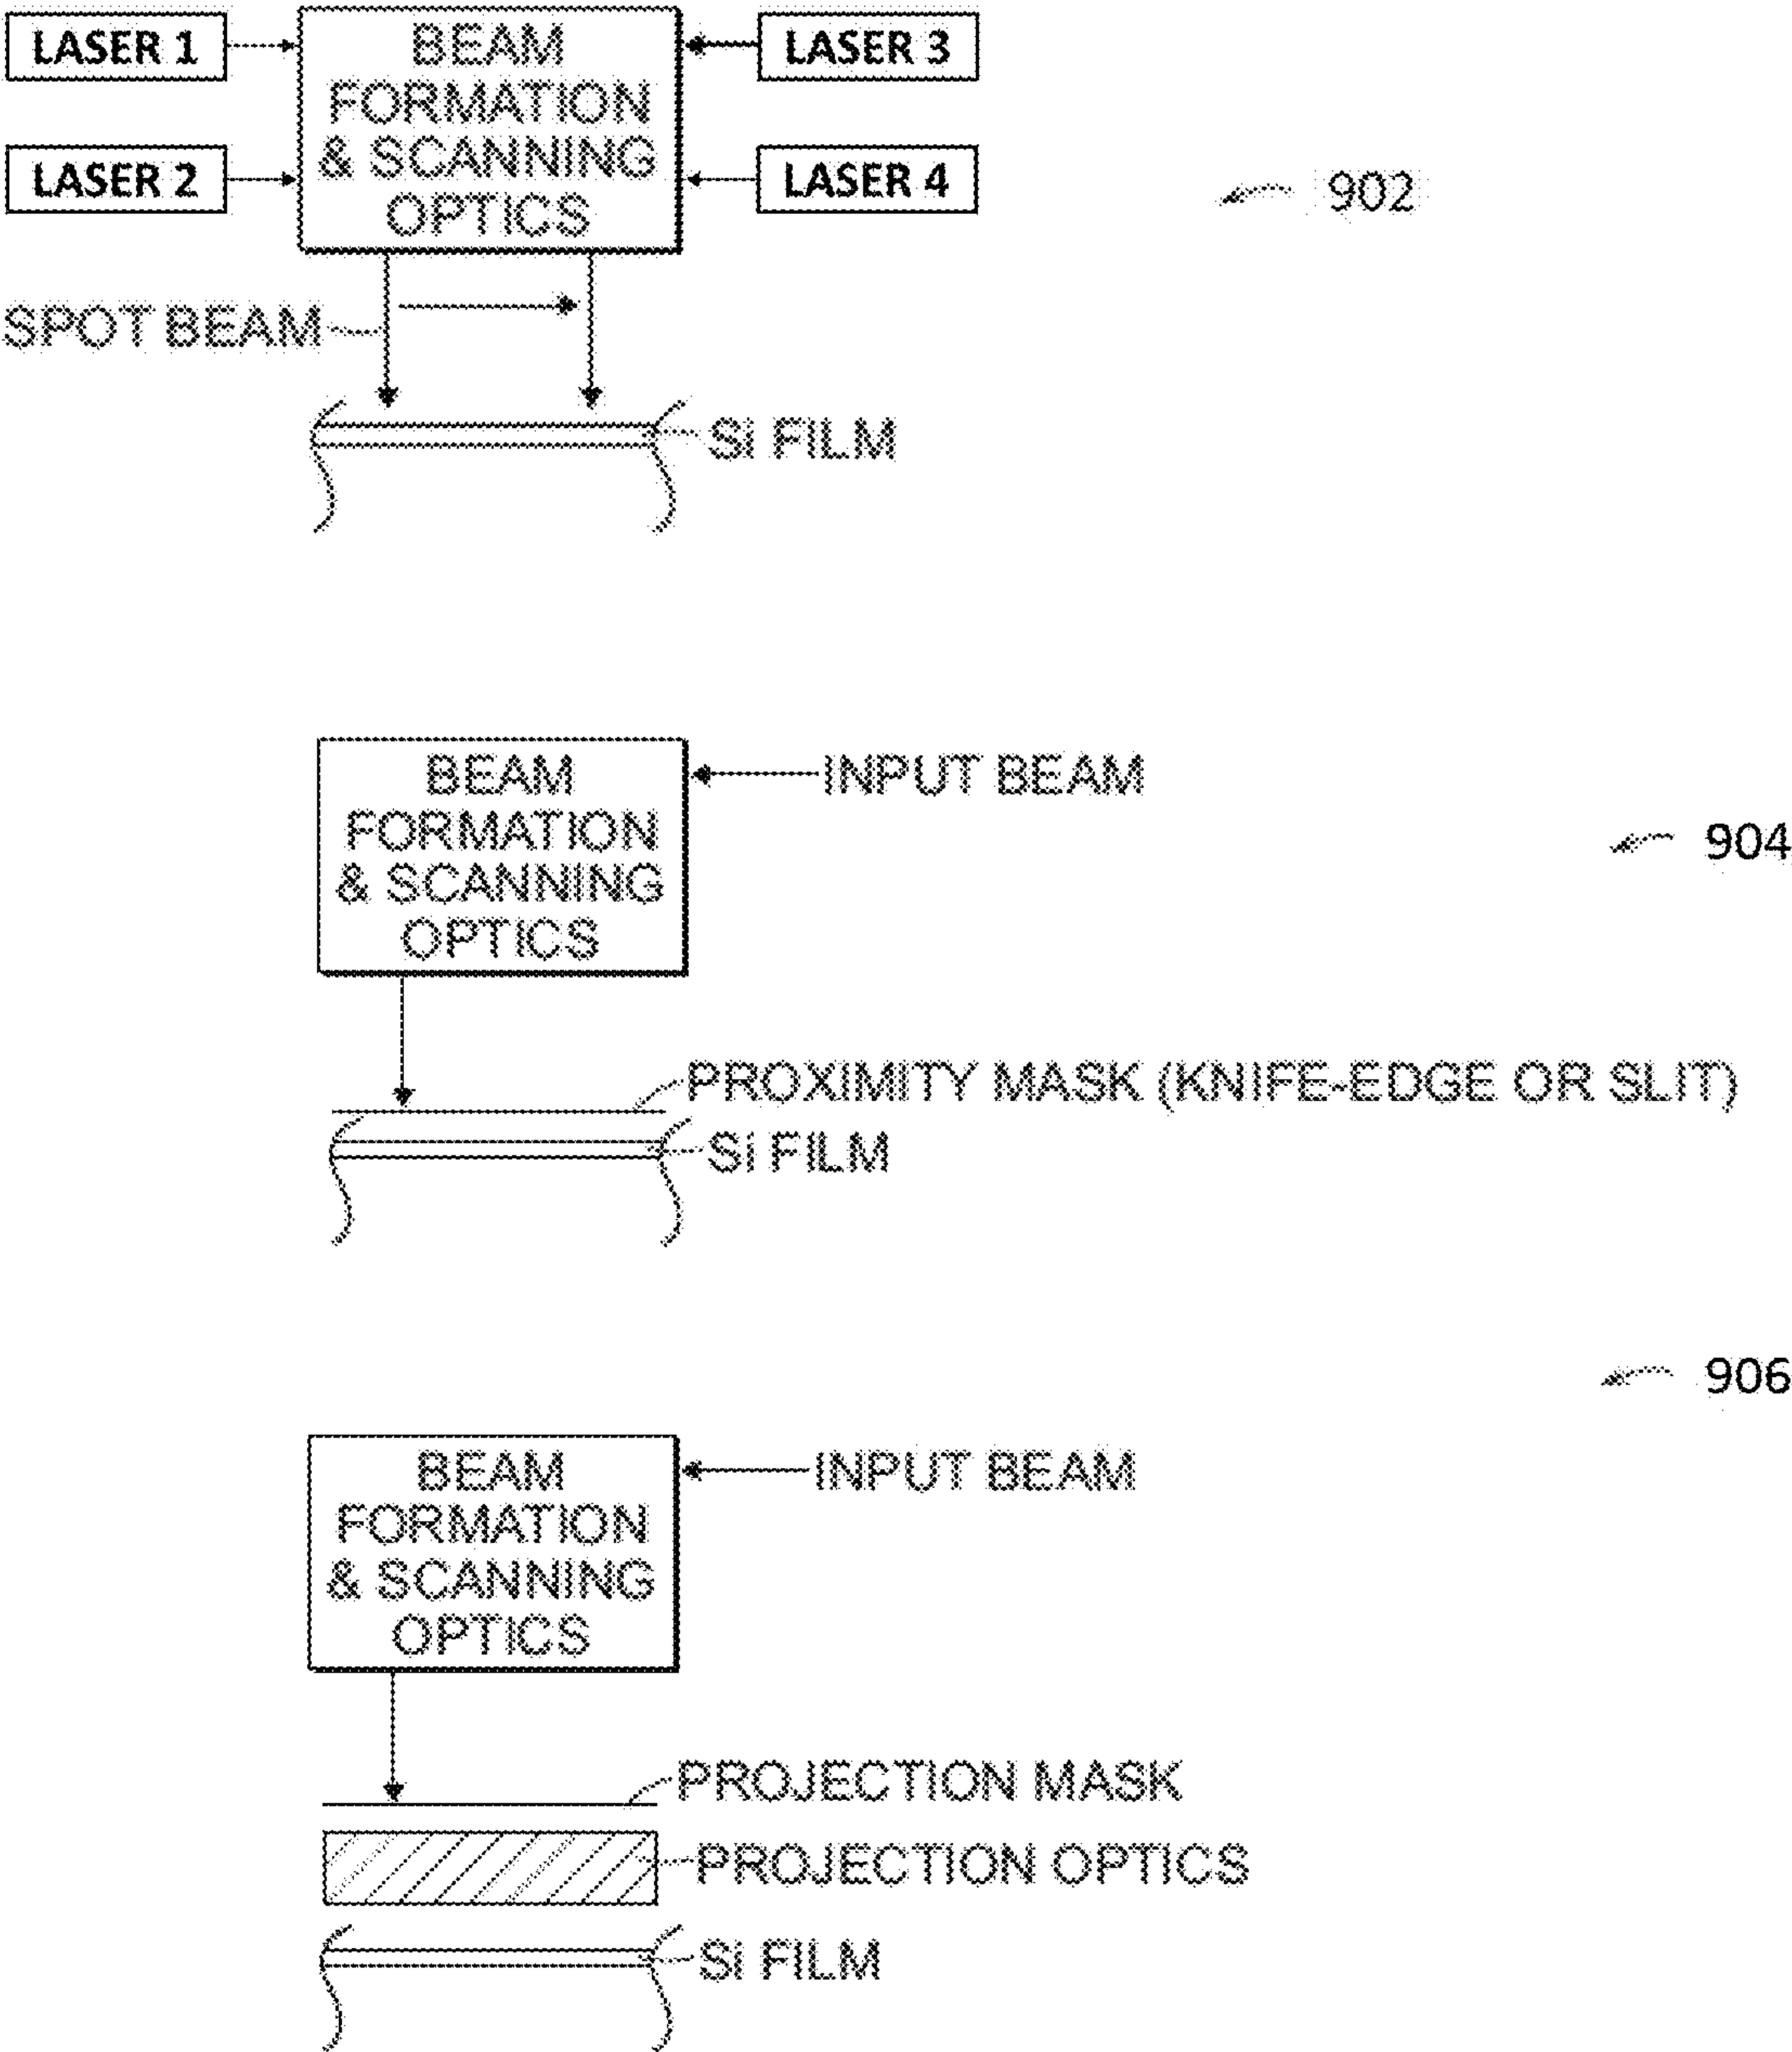 LASER 1
BEAM
FORMATION
& SCANNING
OPTICS
LASER 3
LASER 2
LASER 4
902
SPOT BEAM
Si FILM
BEAM
FORMATION
& SCANNING
OPTICS
INPUT BEAM
904
PROXIMITY MASK (KNIFE-EDGE OR SLIT)
Si FILM
906
BEAM
FORMATION
& SCANNING
OPTICS
INPUT BEAM
PROJECTION MASK
PROJECTION OPTICS
Si FILM